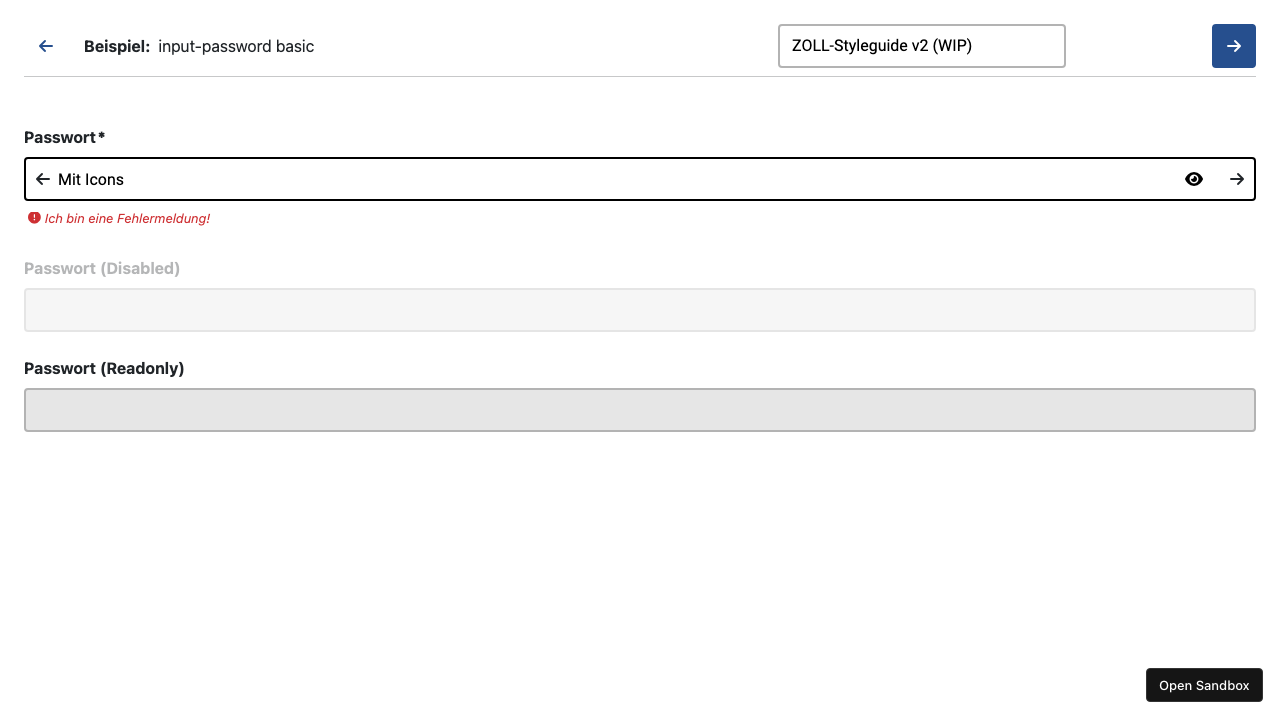 Beispiel: input-password basic
ZOLL-Styleguide v2 (WIP)
Passwort*
Mit Icons
Ich bin eine Fehlermeldung!
Passwort (Disabled)
Passwort (Readonly)
Open Sandbox